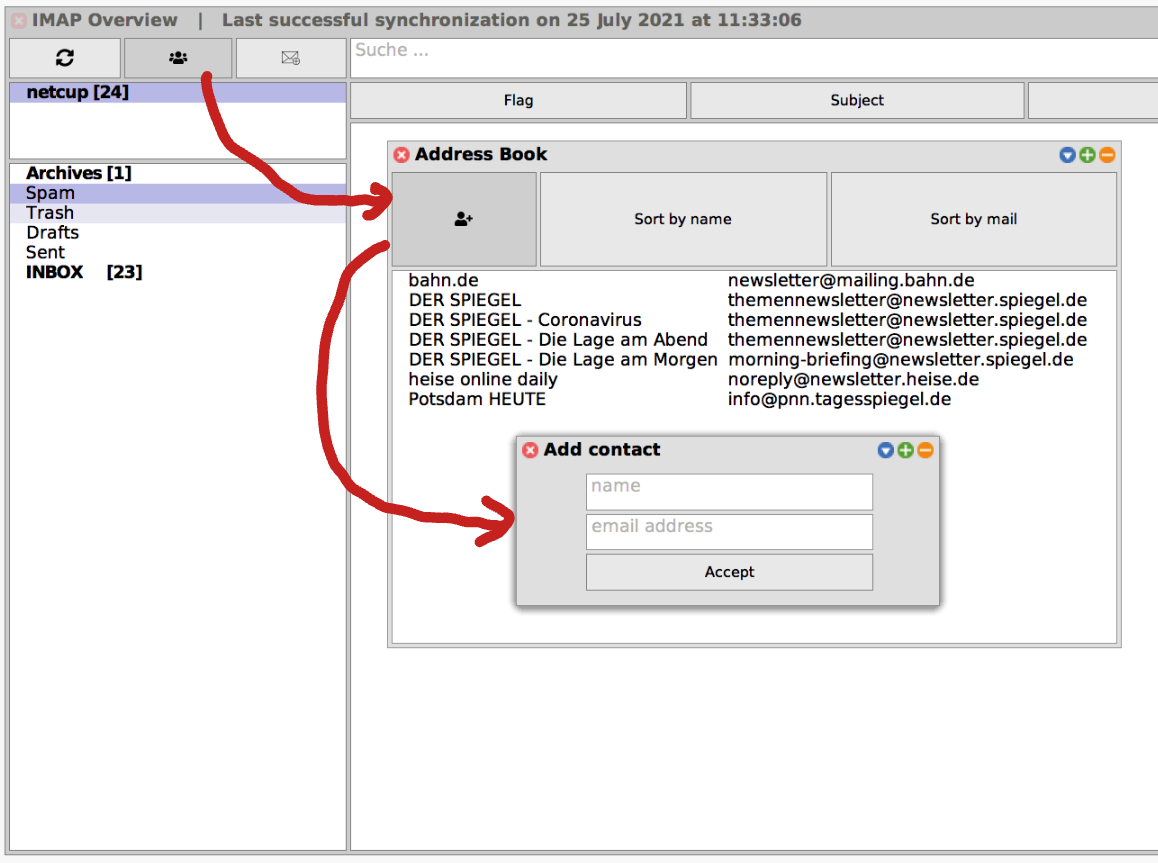 IMAP Overview | Last successful synchronization on 25 July 2021 at 11:33:06
Suche ...
netcup [24]
Flag Subject
Archives [1]
Spam
Trash
Drafts
Sent
INBOX [23]
Address Book
Sort by name Sort by mail
bahn.de newsletter@mailing.bahn.de
DER SPIEGEL themennewsletter@newsletter.spiegel.de
DER SPIEGEL - Coronavirus themennewsletter@newsletter.spiegel.de
DER SPIEGEL - Die Lage am Abend themennewsletter@newsletter.spiegel.de
DER SPIEGEL - Die Lage am Morgen morning-briefing@newsletter.spiegel.de
heise online daily noreply@newsletter.heise.de
Potsdam HEUTE info@pnn.tagesspiegel.de
Add contact
name
email address
Accept